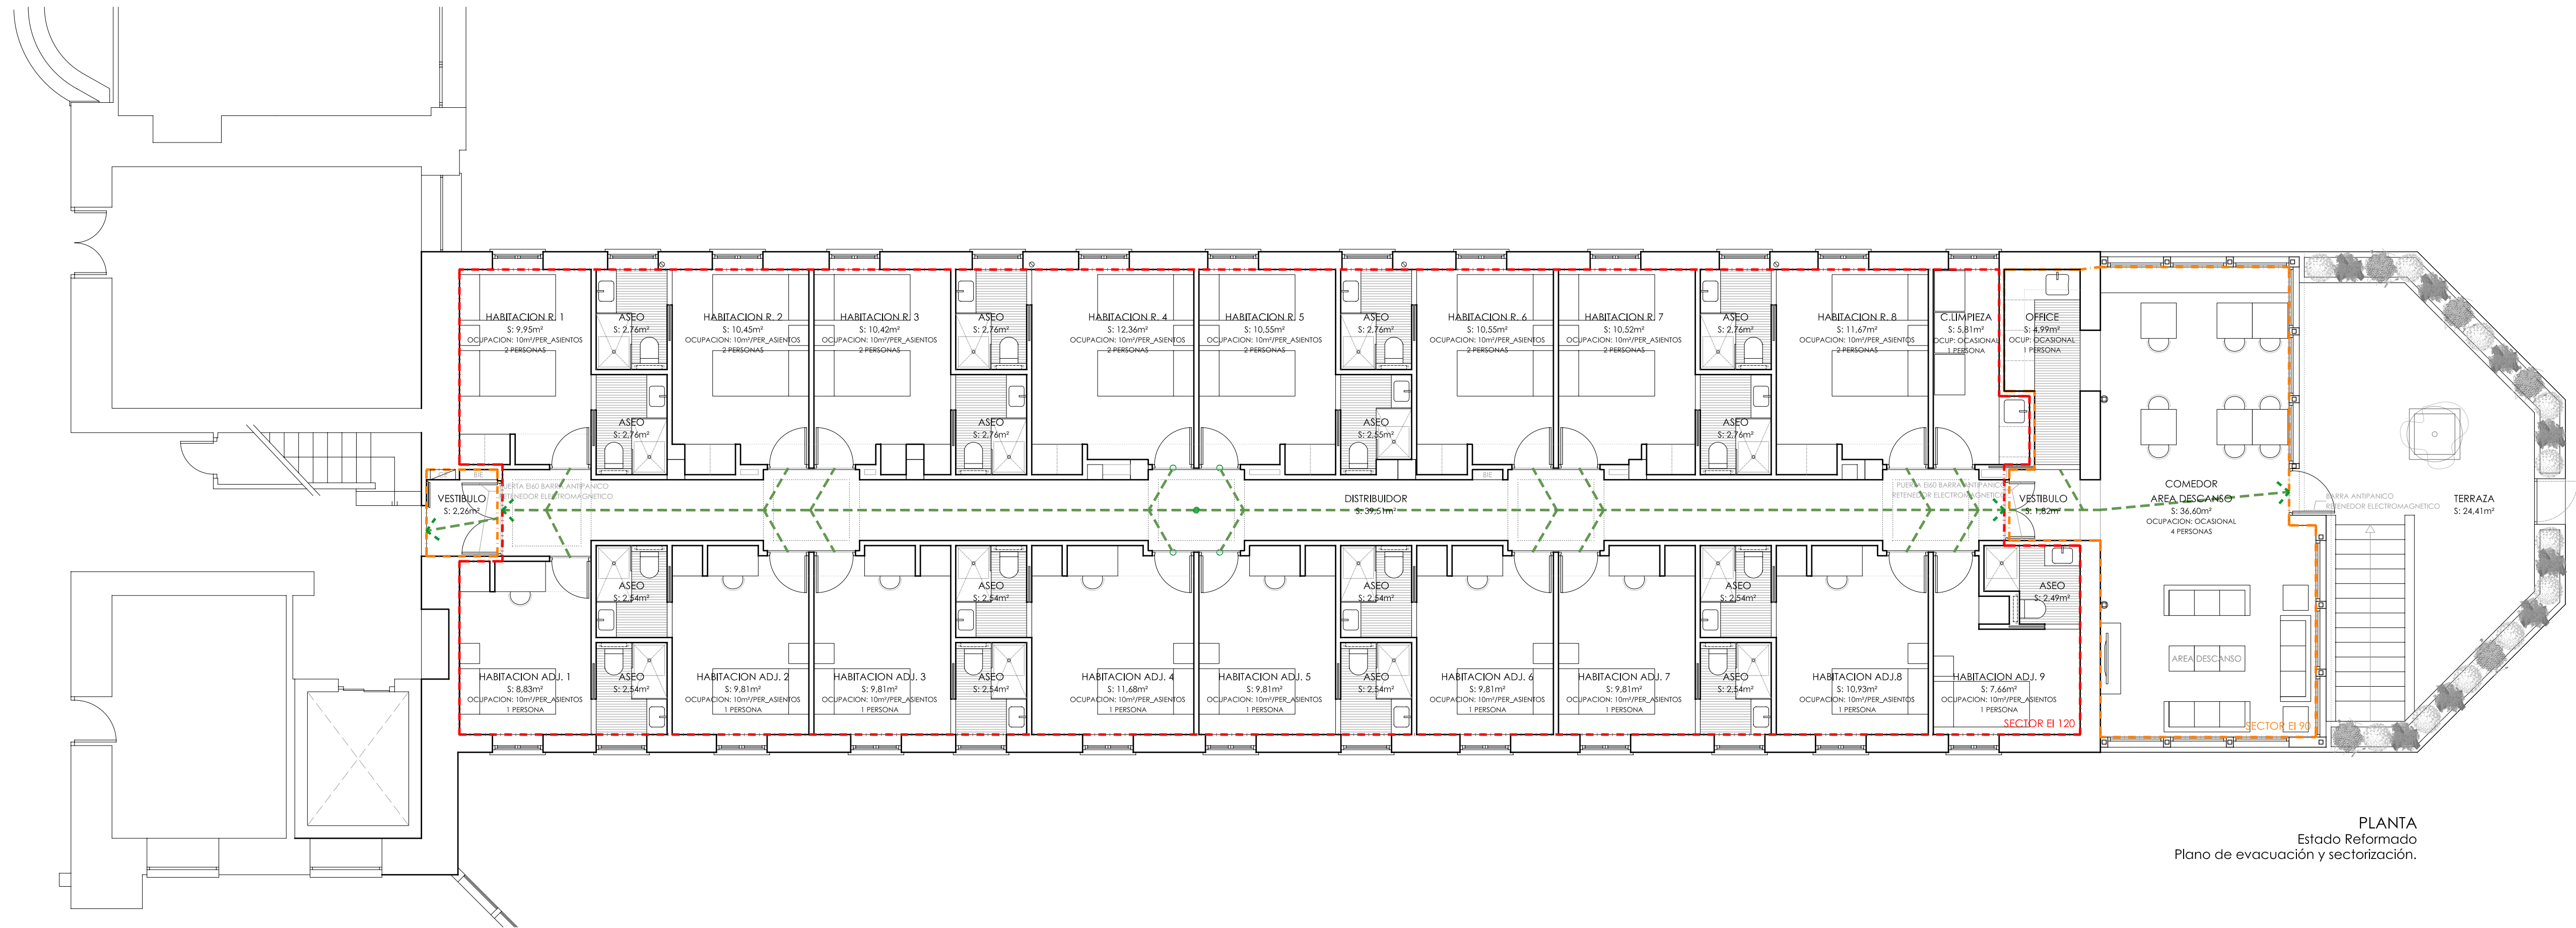 HABITACION R. 1
S: 9,95m²
OCUPACION: 10m²/PER_ASIENTOS
2 PERSONAS
ASEO
S: 2,76m²
HABITACION R. 2
S: 10,45m²
OCUPACION: 10m²/PER_ASIENTOS
2 PERSONAS
HABITACION R. 3
S: 10,42m²
OCUPACION: 10m²/PER_ASIENTOS
2 PERSONAS
ASEO
S: 2,76m²
HABITACION R. 4
S: 12,36m²
OCUPACION: 10m²/PER_ASIENTOS
2 PERSONAS
HABITACION R. 5
S: 10,55m²
OCUPACION: 10m²/PER_ASIENTOS
2 PERSONAS
ASEO
S: 2,76m²
HABITACION R. 6
S: 10,55m²
OCUPACION: 10m²/PER_ASIENTOS
2 PERSONAS
HABITACION R. 7
S: 10,52m²
OCUPACION: 10m²/PER_ASIENTOS
2 PERSONAS
ASEO
S: 2,76m²
HABITACION R. 8
S: 11,67m²
OCUPACION: 10m²/PER_ASIENTOS
2 PERSONAS
C.LIMPIEZA
S: 5,81m²
OCUP: OCASIONAL
1 PERSONA
OFFICE
S: 4,99m²
OCUP: OCASIONAL
1 PERSONA
ASEO
S: 2,76m²
ASEO
S: 2,76m²
ASEO
S: 2,55m²
ASEO
S: 2,76m²
BIE
BIE
VESTIBULO
S: 2,26m²
PUERTA EI60 BARRA ANTIPANICO
RETENEDOR ELECTROMAGNETICO
DISTRIBUIDOR
S: 39,51m²
PUERTA EI60 BARRA ANTIPANICO
RETENEDOR ELECTROMAGNETICO
VESTIBULO
S: 1,82m²
COMEDOR
AREA DESCANSO
S: 36,60m²
OCUPACION: OCASIONAL
4 PERSONAS
BARRA ANTIPANICO
RETENEDOR ELECTROMAGNETICO
TERRAZA
S: 24,41m²
ASEO
S: 2,54m²
ASEO
S: 2,54m²
ASEO
S: 2,54m²
ASEO
S: 2,54m²
ASEO
S: 2,49m²
AREA DESCANSO
HABITACION ADJ. 1
S: 8,83m²
OCUPACION: 10m²/PER_ASIENTOS
1 PERSONA
ASEO
S: 2,54m²
HABITACION ADJ. 2
S: 9,81m²
OCUPACION: 10m²/PER_ASIENTOS
1 PERSONA
HABITACION ADJ. 3
S: 9,81m²
OCUPACION: 10m²/PER_ASIENTOS
1 PERSONA
ASEO
S: 2,54m²
HABITACION ADJ. 4
S: 11,68m²
OCUPACION: 10m²/PER_ASIENTOS
1 PERSONA
HABITACION ADJ. 5
S: 9,81m²
OCUPACION: 10m²/PER_ASIENTOS
1 PERSONA
ASEO
S: 2,54m²
HABITACION ADJ. 6
S: 9,81m²
OCUPACION: 10m²/PER_ASIENTOS
1 PERSONA
HABITACION ADJ. 7
S: 9,81m²
OCUPACION: 10m²/PER_ASIENTOS
1 PERSONA
ASEO
S: 2,54m²
HABITACION ADJ.8
S: 10,93m²
OCUPACION: 10m²/PER_ASIENTOS
1 PERSONA
HABITACION ADJ. 9
S: 7,66m²
OCUPACION: 10m²/PER_ASIENTOS
1 PERSONA
SECTOR EI 120
SECTOR EI 90
PLANTA
Estado Reformado
Plano de evacuación y sectorización.